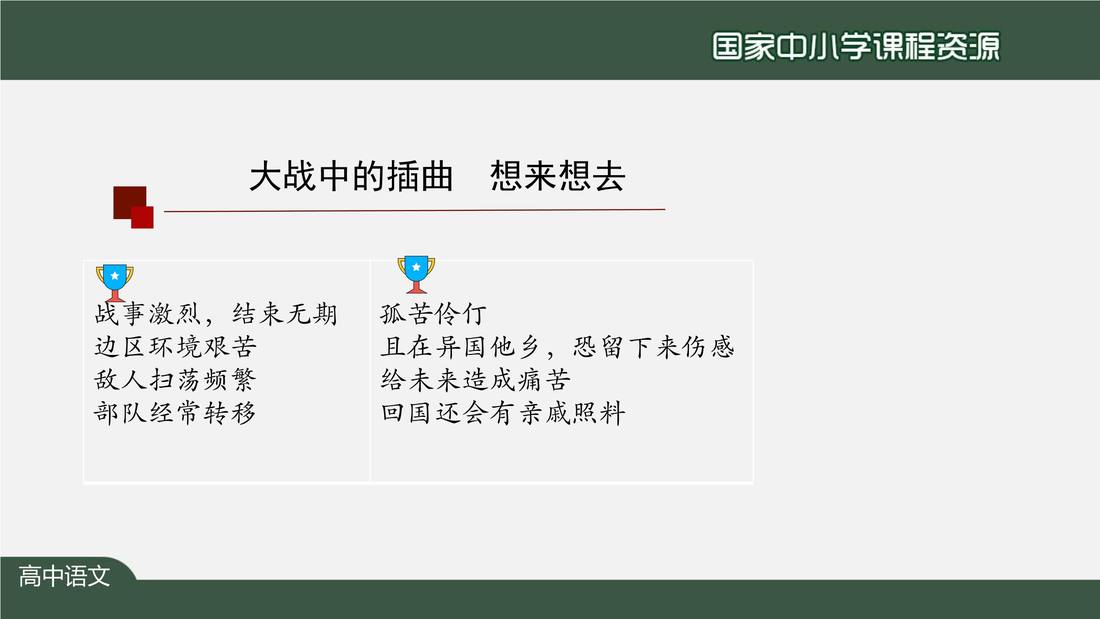 国家中小学课程资源
大战中的插曲　想来想去
战事激烈，结束无期
边区环境艰苦
敌人扫荡频繁
部队经常转移
孤苦伶仃
且在异国他乡，恐留下来伤感
给未来造成痛苦
回国还会有亲戚照料
高中语文